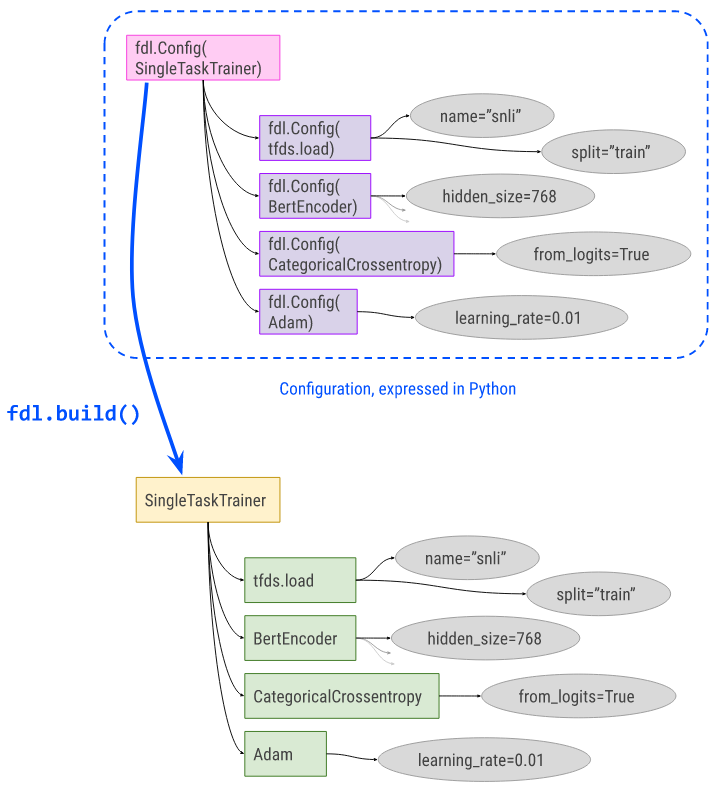 fdl.Config(
SingleTaskTrainer)
fdl.Config(
tfds.load)
name=”snli”
split=”train”
fdl.Config(
BertEncoder)
hidden_size=768
fdl.Config(
CategoricalCrossentropy)
from_logits=True
fdl.Config(
Adam)
learning_rate=0.01
Configuration, expressed in Python
fdl.build()
SingleTaskTrainer
tfds.load
name=”snli”
split=”train”
BertEncoder
hidden_size=768
CategoricalCrossentropy
from_logits=True
Adam
learning_rate=0.01